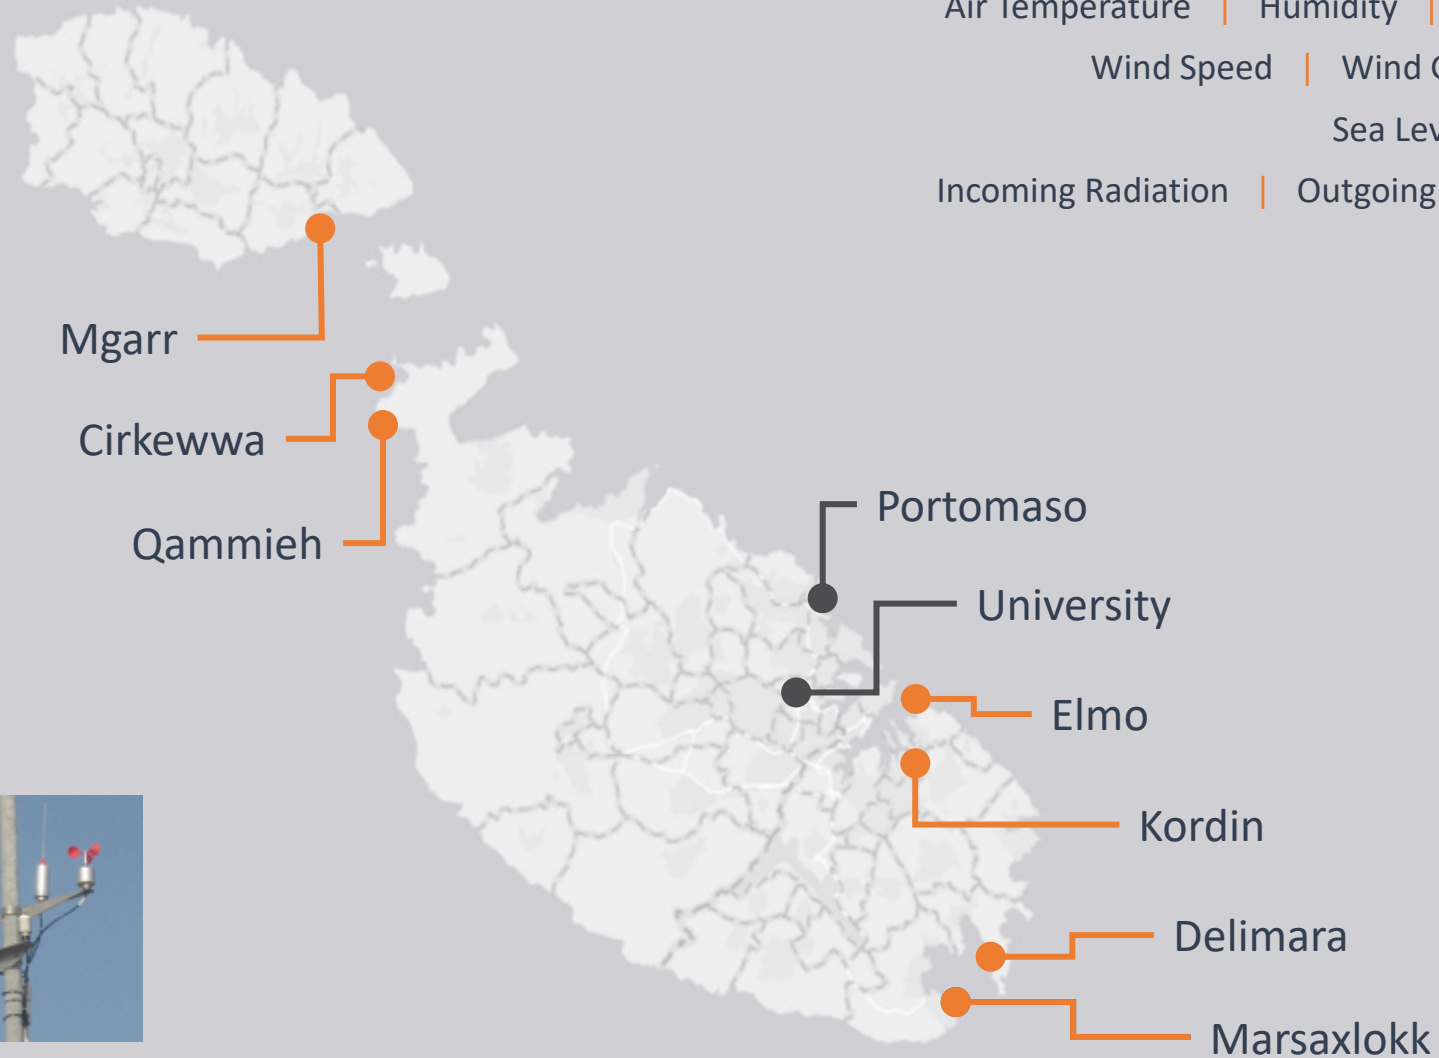 Air Temperature | Humidity |
Wind Speed | Wind
Sea
Incoming Radiation | Outgoing
Mgarr
Cirkewwa
Qammieh
Portomaso
University
Elmo
Kordin
Delimara
Marsaxlokk